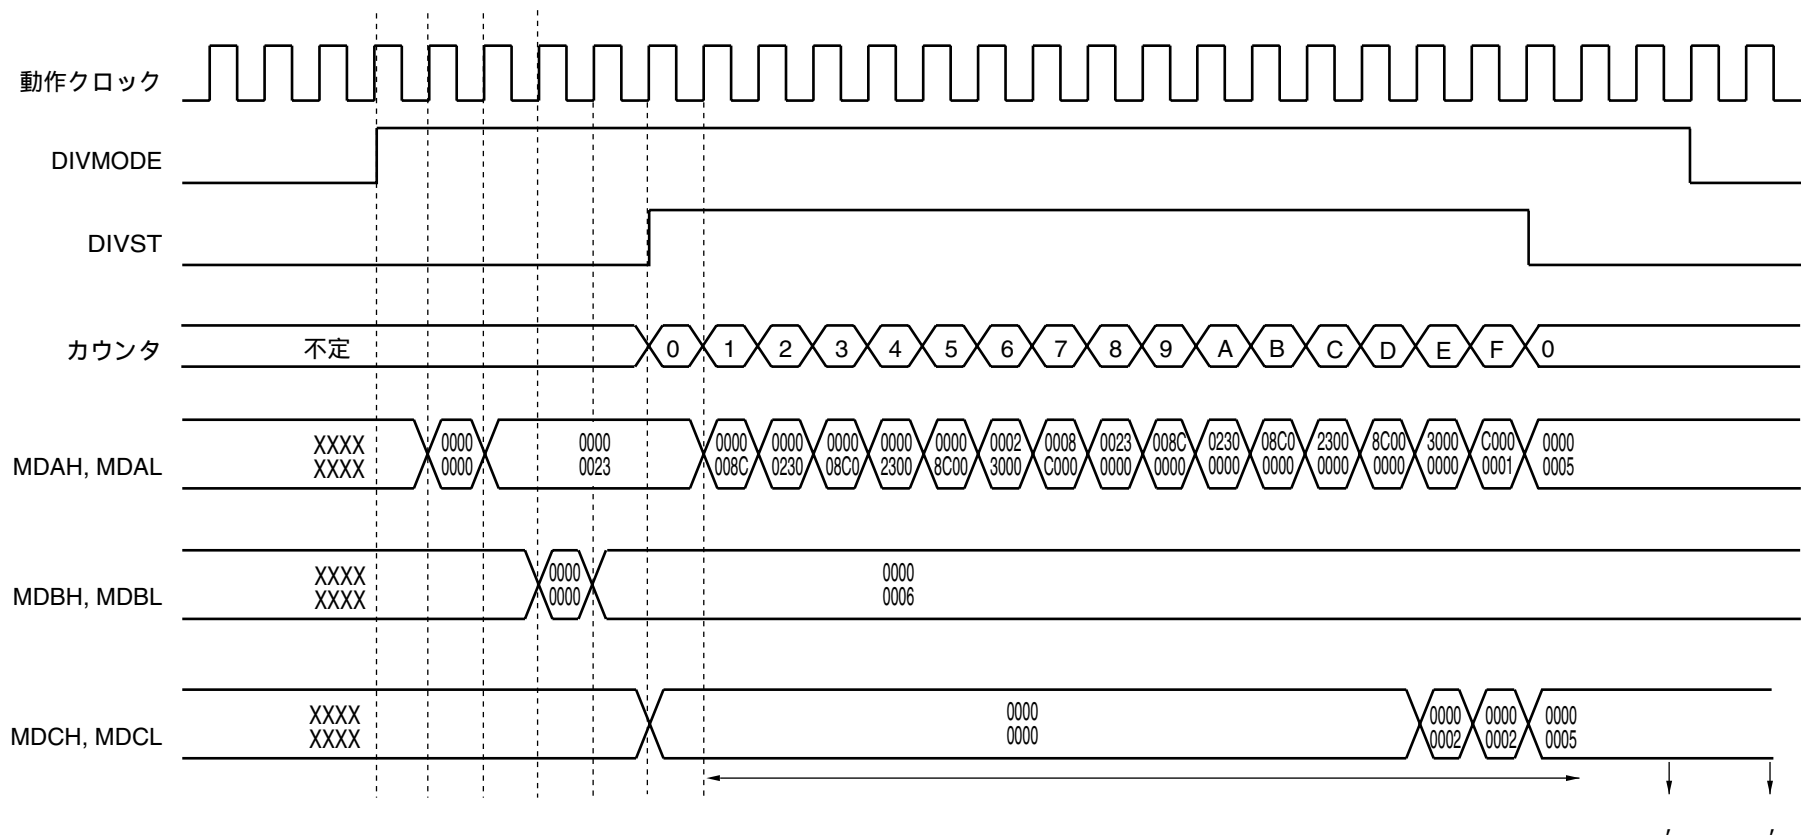 動作クロック
DIVMODE
DIVST
カウンタ 不定 0 1 2 3 4 5 6 7 8 9 A B C D E F 0
XXXX 0000 0000 0000 0000 0000 0000 0000 0002 0008 0023 008C 0230 08C0 2300 8C00 3000 C000 0000
MDAH, MDAL XXXX 0000 0023 008C 0230 08C0 2300 8C00 3000 C000 0000 0000 0000 0000 0000 0000 0000 0001 0005
XXXX 0000 0000
MDBH, MDBL XXXX 0000 0006
XXXX 0000 0000 0000 0000
MDCH, MDCL XXXX 0000 0002 0002 0005